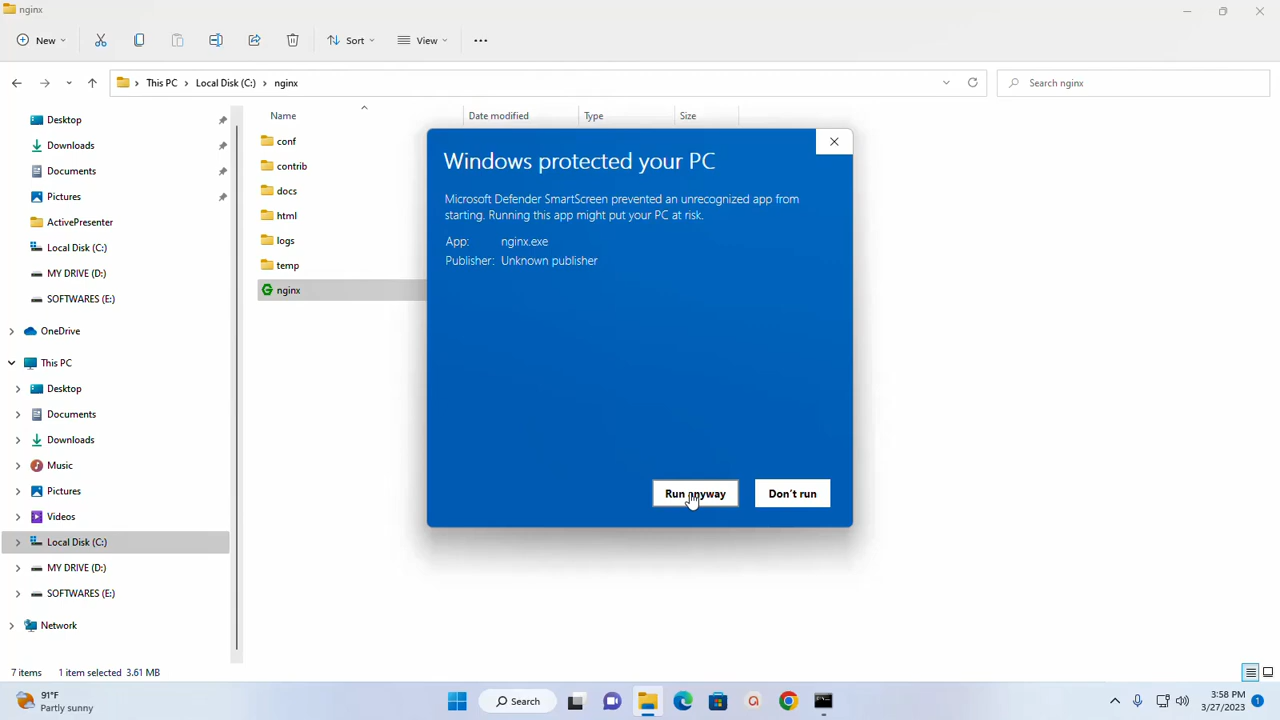 nginx
New
Sort
View
This PC
Local Disk (C:)
nginx
Search nginx
Desktop
Downloads
Documents
Pictures
ActivePresenter
Local Disk (C:)
MY DRIVE (D:)
SOFTWARES (E:)
OneDrive
This PC
Desktop
Documents
Downloads
Music
Pictures
Videos
Local Disk (C:)
MY DRIVE (D:)
SOFTWARES (E:)
Network
Name Date modified Type Size
conf
contrib
docs
html
logs
temp
nginx
Windows protected your PC
Microsoft Defender SmartScreen prevented an unrecognized app from
starting. Running this app might put your PC at risk.
App: nginx.exe
Publisher: Unknown publisher
Run anyway
Don't run
7 items 1 item selected 3.61 MB
91°F
Partly sunny
Search
3:58 PM
3/27/2023
1